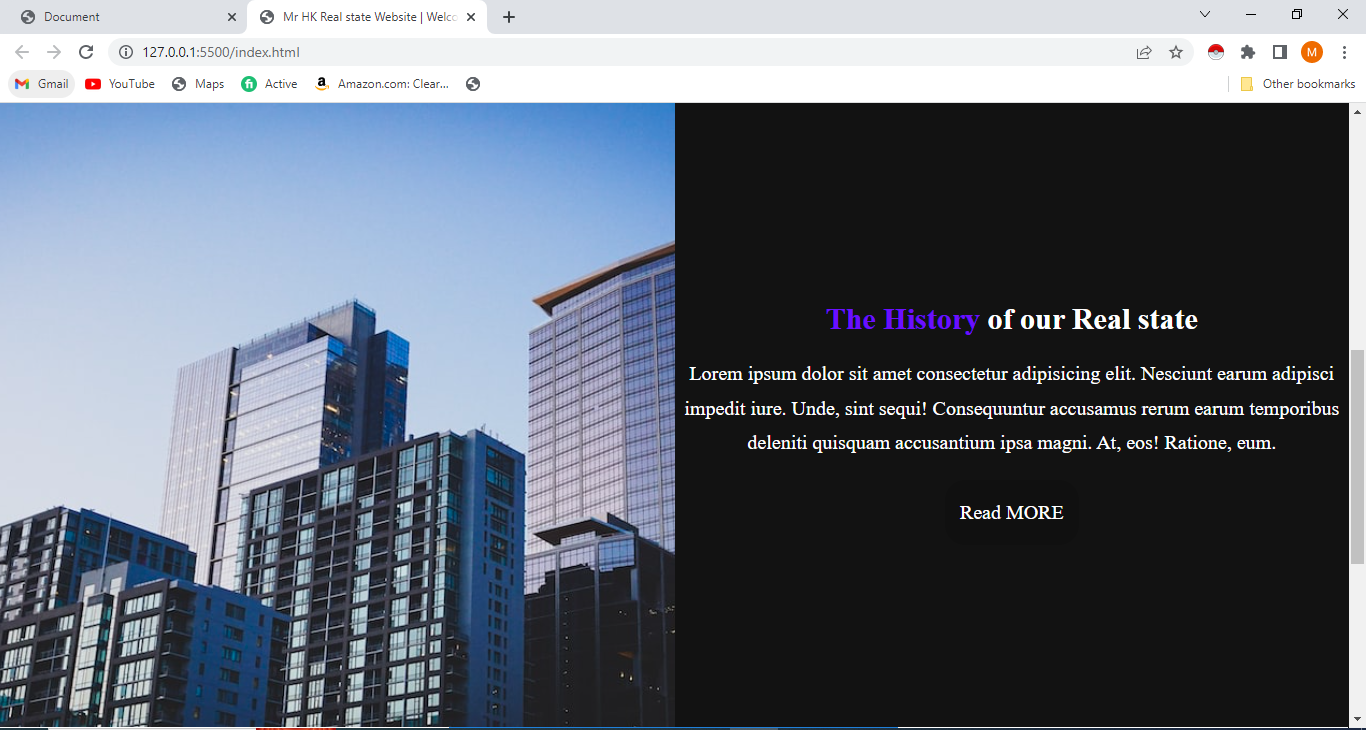 Document
Mr HK Real state Website | Welco
127.0.0.1:5500/index.html
M
Gmail
YouTube
Maps
fi
Active
a
Amazon.com: Clear...
Other bookmarks
The History of our Real state
Lorem ipsum dolor sit amet consectetur adipisicing elit. Nesciunt earum adipisci
impedit iure. Unde, sint sequi! Consequuntur accusamus rerum earum temporibus
deleniti quisquam accusantium ipsa magni. At, eos! Ratione, eum.
Read MORE